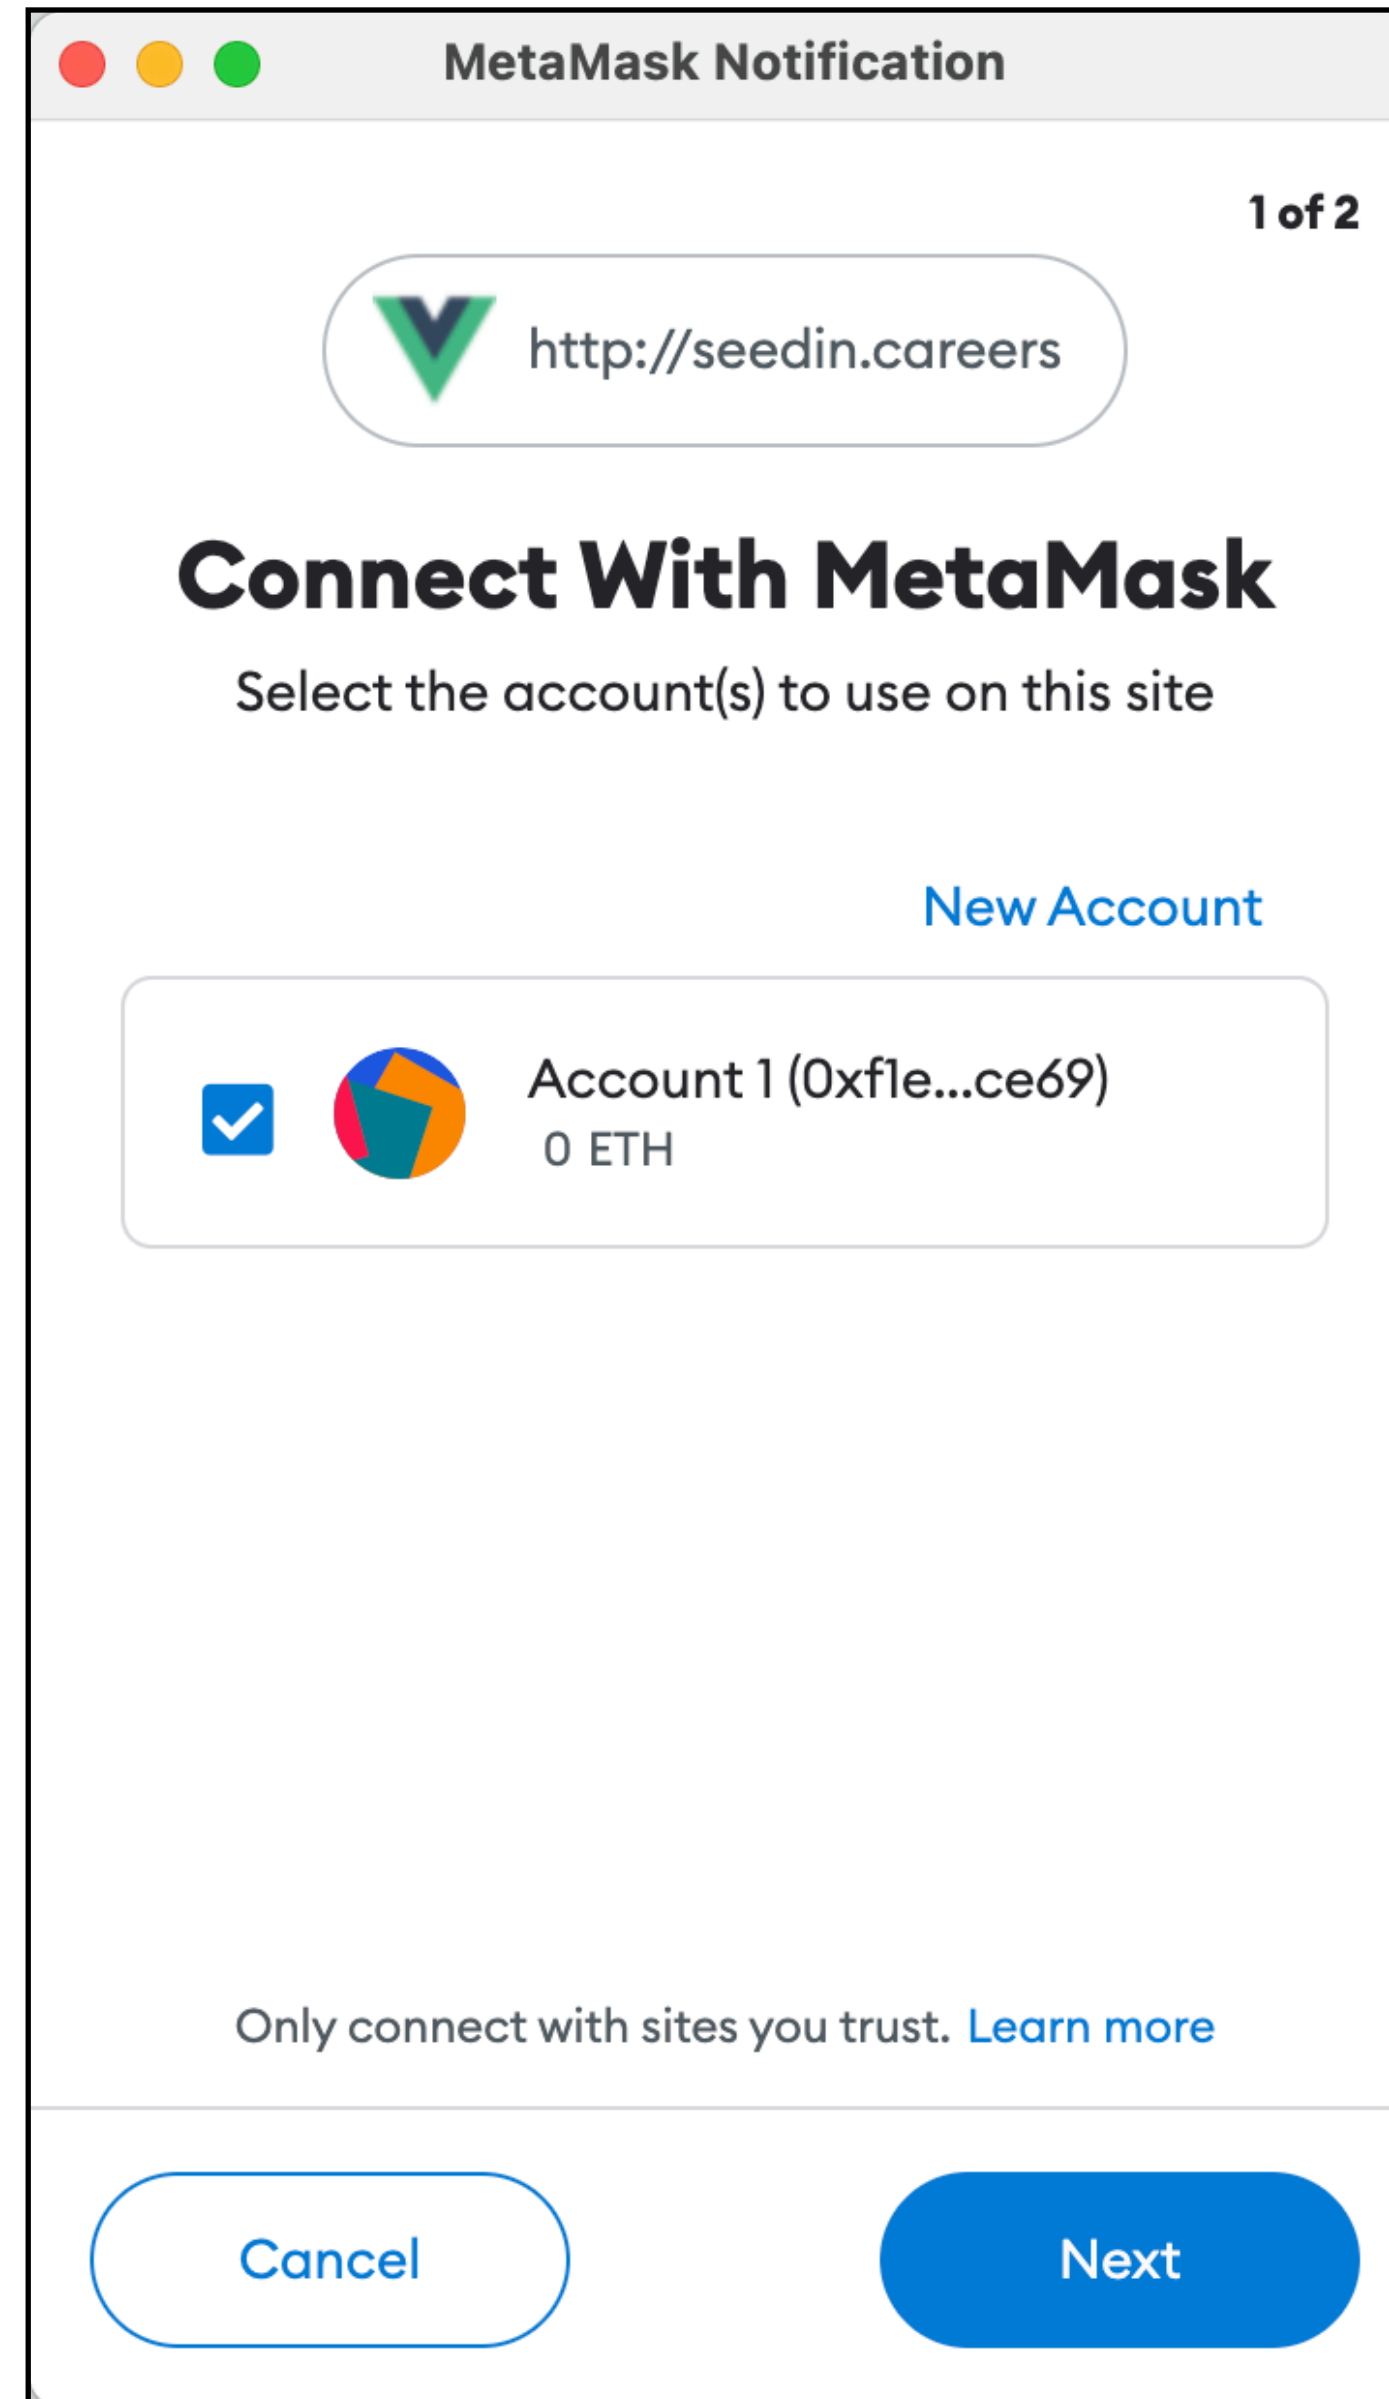 MetaMask Notification
1 of 2
http://seedin.careers
Connect With MetaMask
Select the account(s) to use on this site
New Account
Account 1 (0xf1e...ce69)
0 ETH
Only connect with sites you trust. Learn more
Cancel
Next